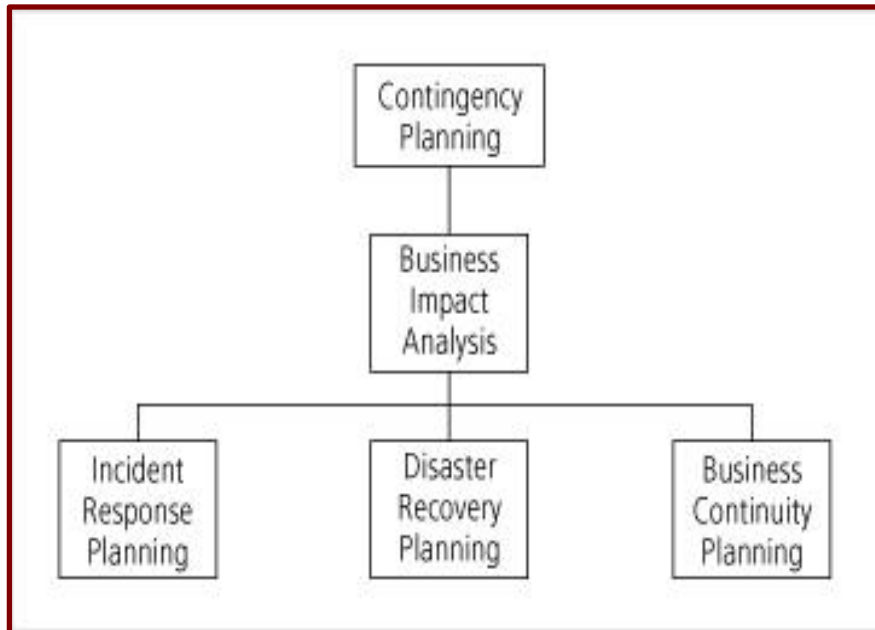 Contingency
Planning
Business
Impact
Analysis
Incident
Response
Planning
Disaster
Recovery
Planning
Business
Continuity
Planning